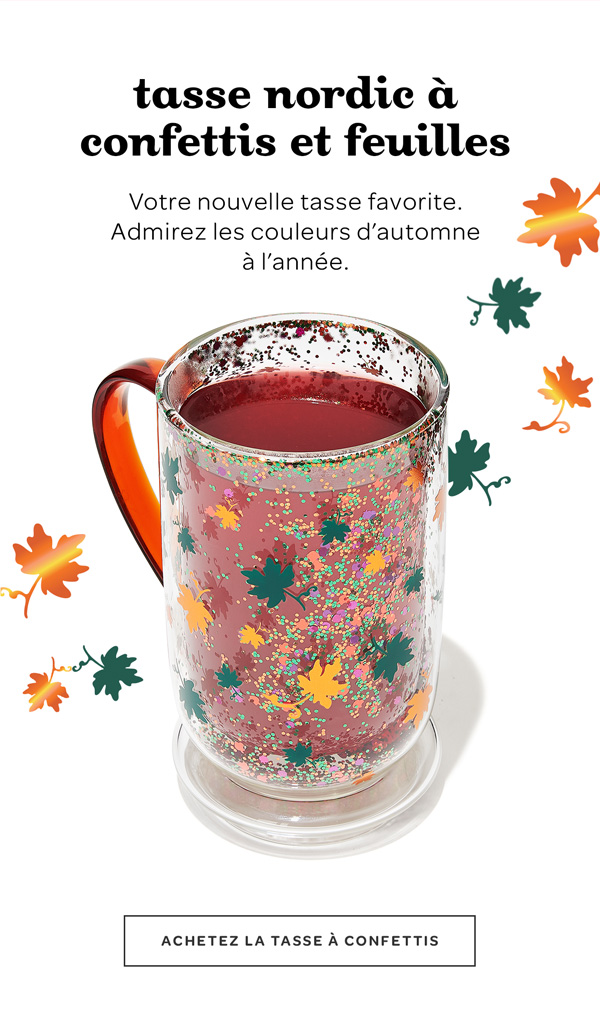 tasse nordic à
confettis et feuilles
Votre nouvelle tasse favorite.
Admirez les couleurs d’automne
à l’année.
ACHETEZ LA TASSE À CONFETTIS